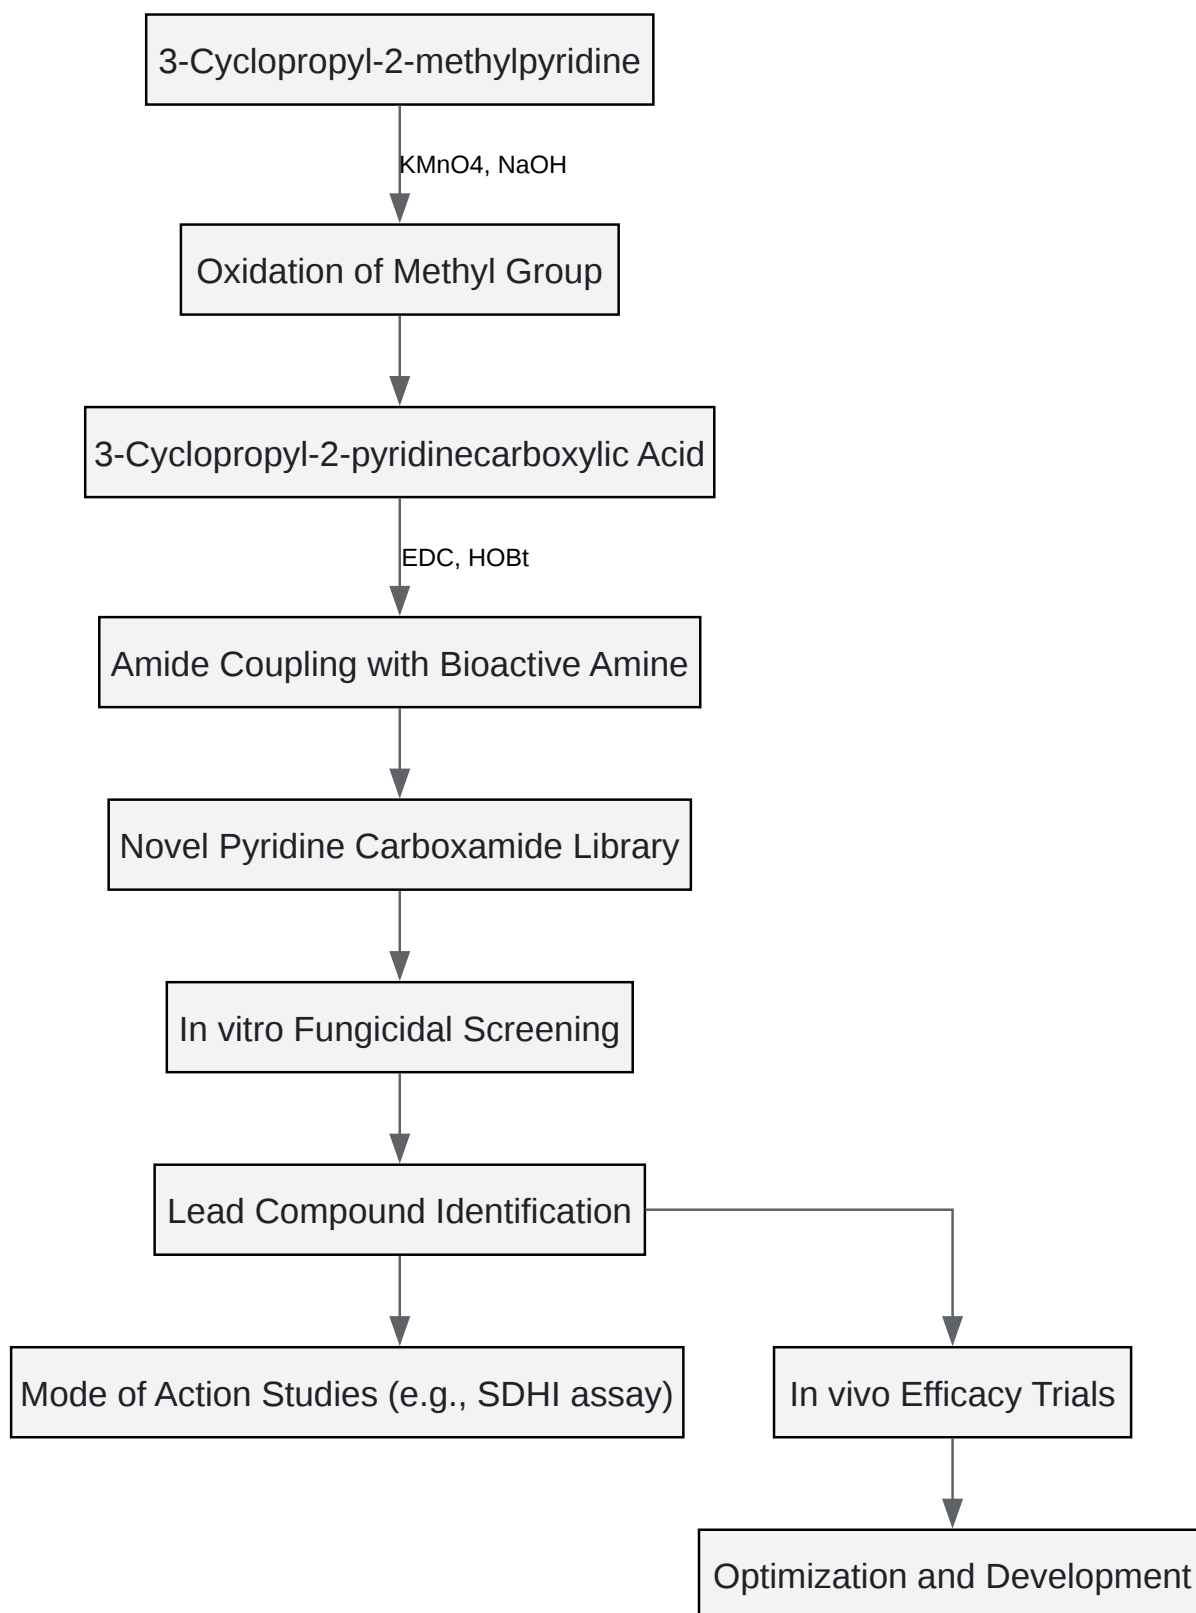 3-Cyclopropyl-2-methylpyridine
KMnO4, NaOH
Oxidation of Methyl Group
3-Cyclopropyl-2-pyridinecarboxylic Acid
EDC, HOBt
Amide Coupling with Bioactive Amine
Novel Pyridine Carboxamide Library
In vitro Fungicidal Screening
Lead Compound Identification
Mode of Action Studies (e.g., SDHI assay)
In vivo Efficacy Trials
Optimization and Development